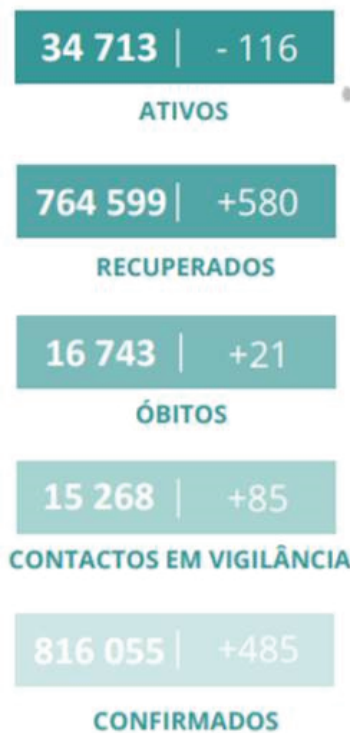 34 713 | - 116
ATIVOS
764 599 | +580
RECUPERADOS
16 743 | +21
ÓBITOS
15 268 | +85
CONTACTOS EM VIGILÂNCIA
816 055 | +485
CONFIRMADOS